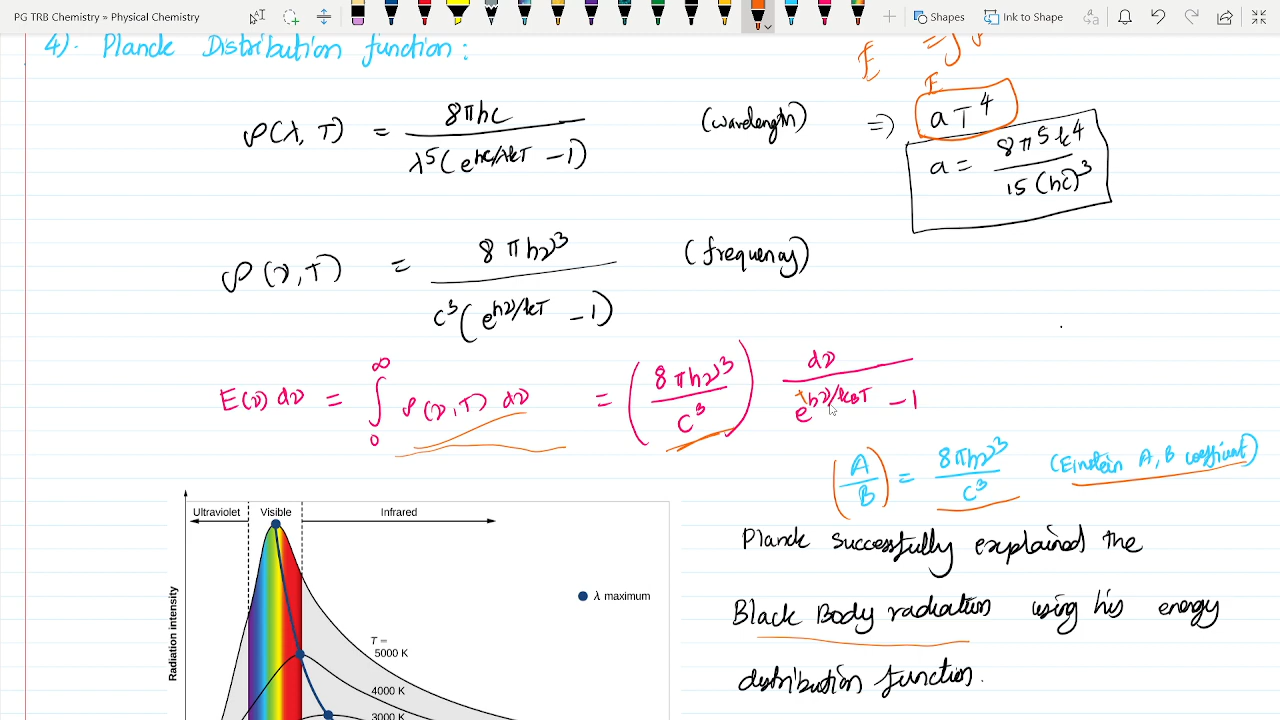 PG TRB Chemistry » Physical Chemistry
Shapes
Ink to Shape
4). Planck Distribution function:
E
E
ρ(λ, T) = 8πhc / λ⁵(e^hc/λkT − 1) (wavelength) => aT⁴
a = 8π⁵k⁴ / 15(hc)³
ρ(ν, T) = 8πhν³ / c³(e^hν/kT − 1) (frequency)
E(ν) dν = ∫₀^∞ ρ(ν, T) dν = (8πhν³ / c³) dν / e^hν/kBT − 1
(A/B) = 8πhν³ / c³ (Einstein A, B coefficient)
Planck successfully explained the
Black Body radiation using his energy
distribution function.
Ultraviolet
Visible
Infrared
λ maximum
Radiation intensity
T =
5000 K
4000 K
3000 K